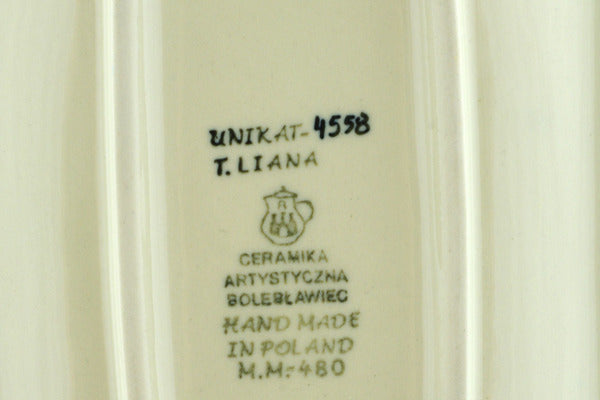 UNIKAT-4558
T. LIANA
B
CERAMIKA
ARTYSTYCZNA
BOLESŁAWIEC
HAND MADE
IN POLAND
M.M.-480